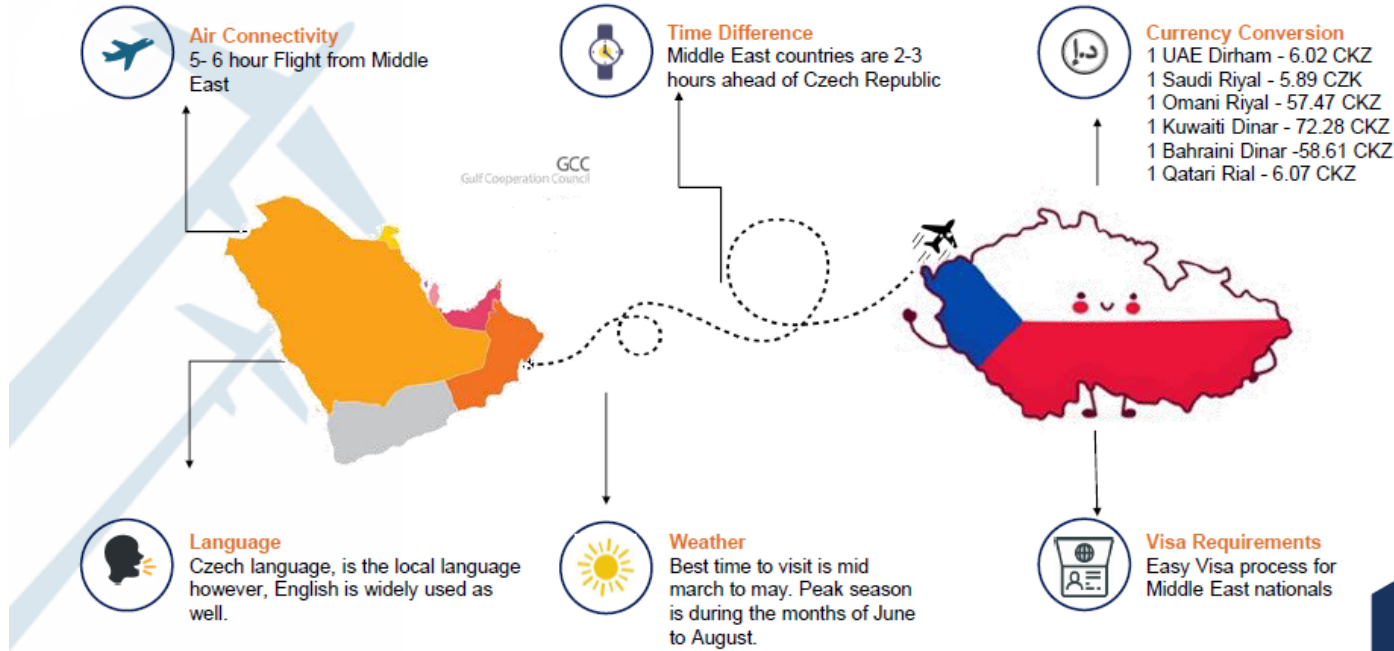 Air Connectivity
5- 6 hour Flight from Middle
East
Time Difference
Middle East countries are 2-3
hours ahead of Czech Republic
د.إ
Currency Conversion
1 UAE Dirham - 6.02 CKZ
1 Saudi Riyal - 5.89 CZK
1 Omani Riyal - 57.47 CKZ
1 Kuwaiti Dinar - 72.28 CKZ
1 Bahraini Dinar -58.61 CKZ
1 Qatari Rial - 6.07 CKZ
GCC
Gulf Cooperation Council
Language
Czech language, is the local language
however, English is widely used as
well.
Weather
Best time to visit is mid
march to may. Peak season
is during the months of June
to August.
Visa Requirements
Easy Visa process for
Middle East nationals